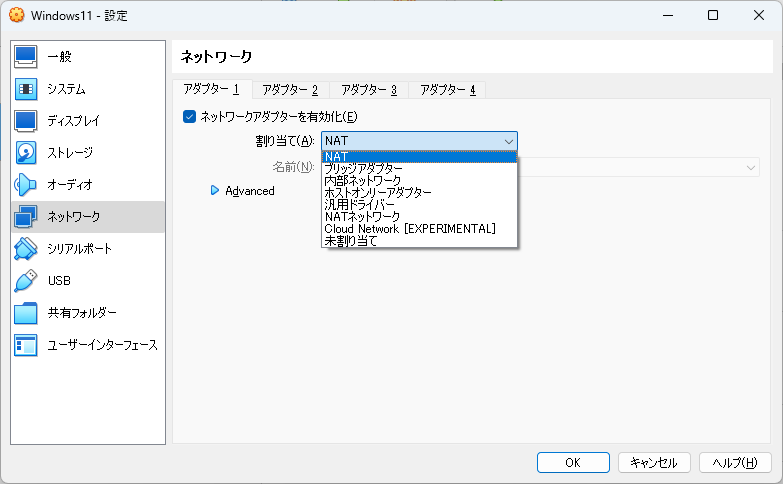 Windows11 - 設定
一般
システム
ディスプレイ
ストレージ
オーディオ
ネットワーク
シリアルポート
USB
共有フォルダー
ユーザーインターフェース
ネットワーク
アダプター 1 アダプター 2 アダプター 3 アダプター 4
ネットワークアダプターを有効化(E)
割り当て(A): NAT
名前(N):
Advanced
NAT
ブリッジアダプター
内部ネットワーク
ホストオンリーアダプター
汎用ドライバー
NATネットワーク
Cloud Network [EXPERIMENTAL]
未割り当て
OK キャンセル ヘルプ(H)